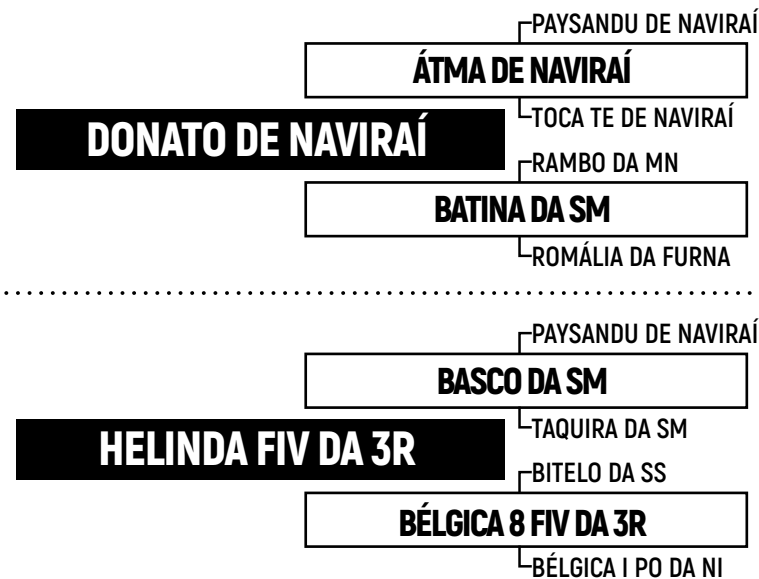 PAYSANDU DE NAVIRAÍ
ÁTMA DE NAVIRAÍ
TOCA TE DE NAVIRAÍ
DONATO DE NAVIRAÍ
RAMBO DA MN
BATINA DA SM
ROMÁLIA DA FURNA
PAYSANDU DE NAVIRAÍ
BASCO DA SM
TAQUIRA DA SM
HELINDA FIV DA 3R
BITELO DA SS
BÉLGICA 8 FIV DA 3R
BÉLGICA I PO DA NI